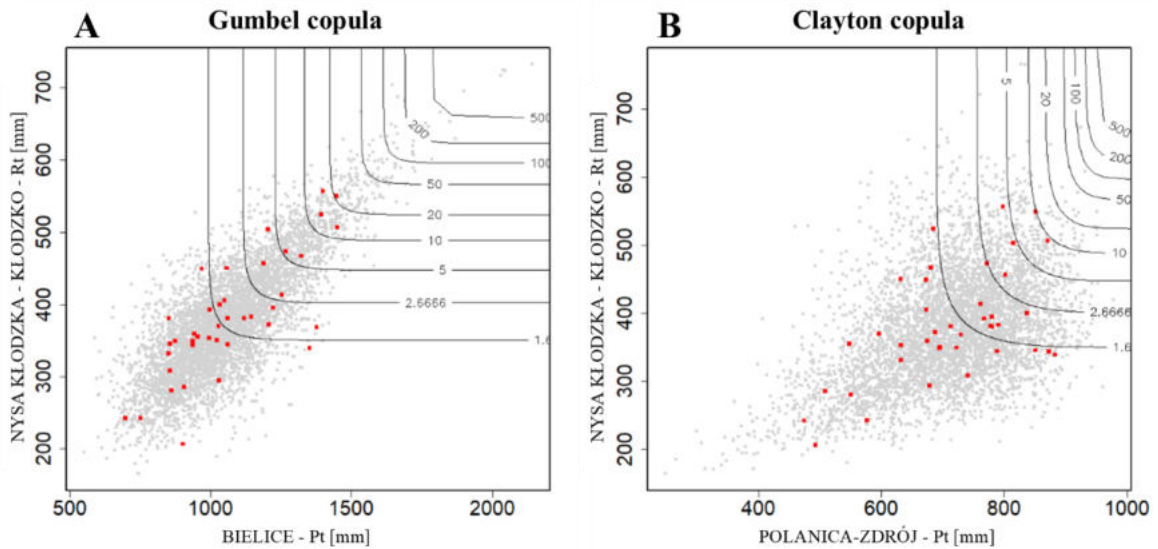 A Gumbel copula
B Clayton copula
NYSA KLODZKA - KŁODZKO - Rt [mm]
200 300 400 500 600 700
500
200
100
50
20
10
5
2.6666
1.6
500 1000 1500 2000
BIELICE - Pt [mm]
NYSA KLODZKA - KŁODZKO - Rt [mm]
200 300 400 500 600 700
5
20
100
500
200
50
10
2.6666
1.6
400 600 800 1000
POLANICA-ZDRÓJ - Pt [mm]